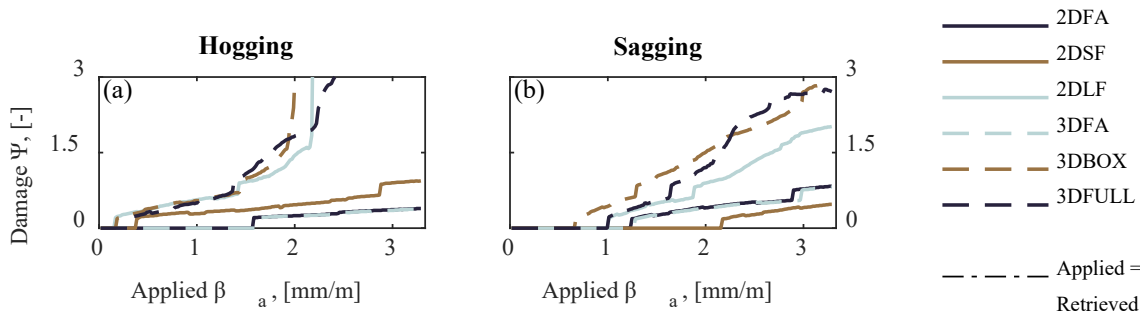 Hogging
Sagging
Damage Ψ, [-]
(a)
(b)
3
1.5
0
0 1 2 3
Applied β a , [mm/m]
3
1.5
0
0 1 2 3
Applied β a , [mm/m]
2DFA
2DSF
2DLF
3DFA
3DBOX
3DFULL
Applied =
Retrieved